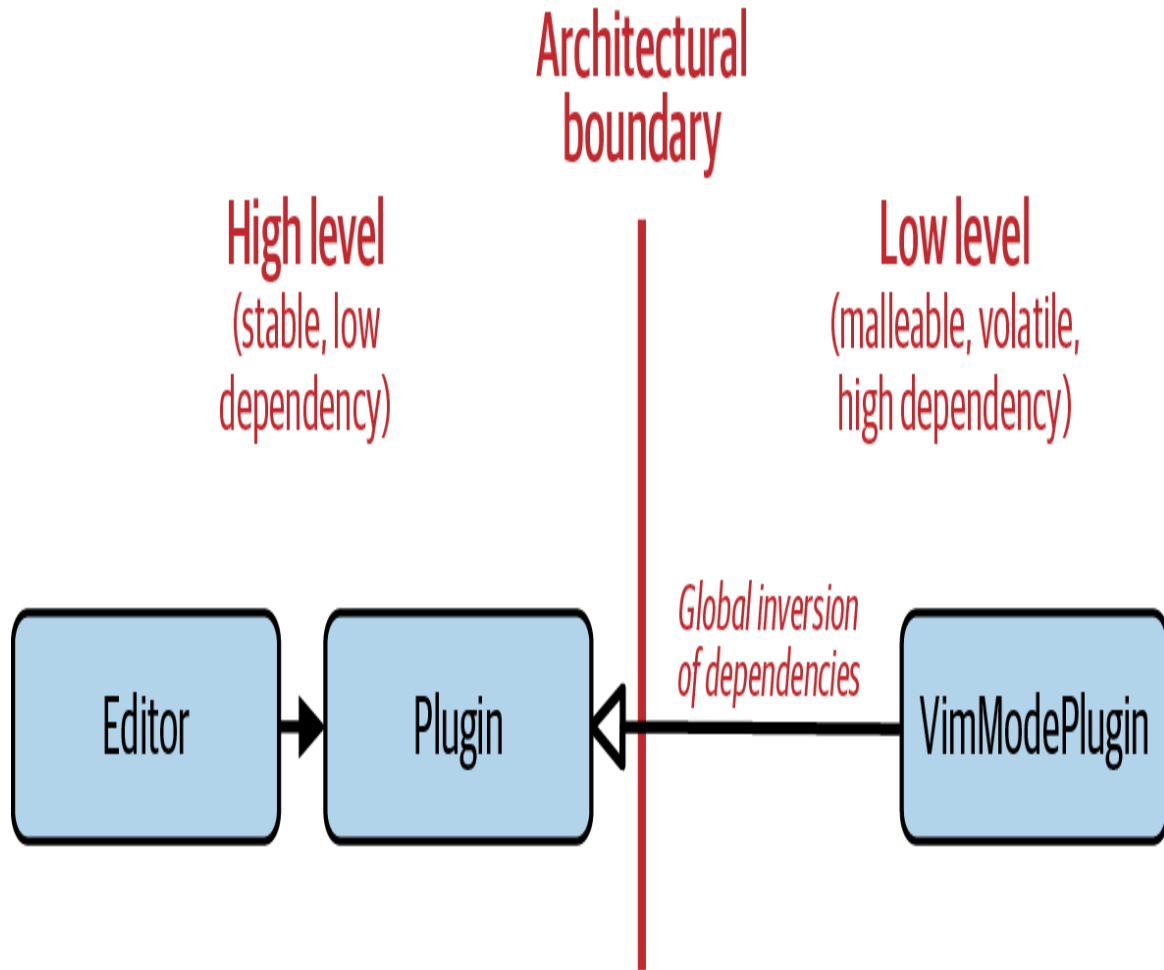 Architectural
boundary
High level
(stable, low
dependency)
Low level
(malleable, volatile,
high dependency)
Global inversion
of dependencies
Editor
Plugin
VimModePlugin